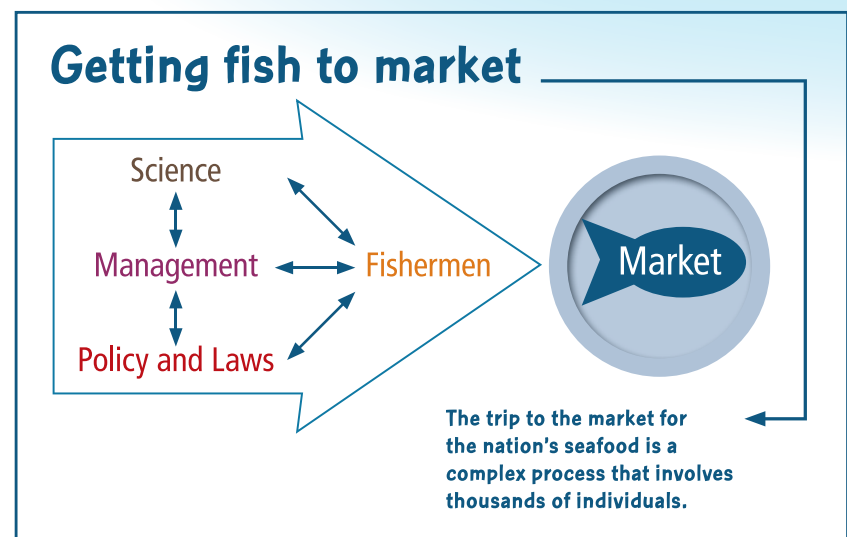 Getting fish to market
Science
Management
Fishermen
Policy and Laws
Market
The trip to the market for
the nation's seafood is a
complex process that involves
thousands of individuals.